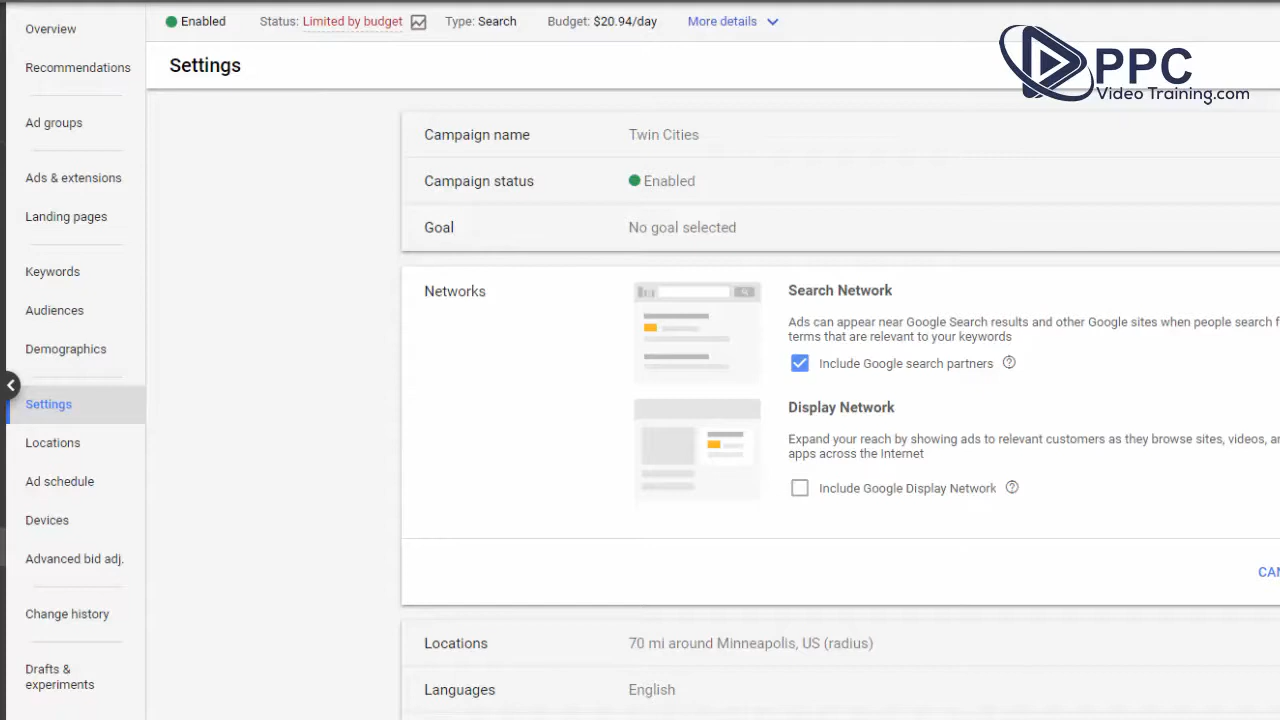 Overview
Recommendations
Ad groups
Ads & extensions
Landing pages
Keywords
Audiences
Demographics
Settings
Locations
Ad schedule
Devices
Advanced bid adj.
Change history
Drafts &
experiments
Enabled Status: Limited by budget Type: Search Budget: $20.94/day More details
Settings
PPC
Video Training.com
Campaign name Twin Cities
Campaign status Enabled
Goal No goal selected
Networks
Search Network
Ads can appear near Google Search results and other Google sites when people search f
terms that are relevant to your keywords
Include Google search partners
Display Network
Expand your reach by showing ads to relevant customers as they browse sites, videos, an
apps across the Internet
Include Google Display Network
CAN
Locations 70 mi around Minneapolis, US (radius)
Languages English